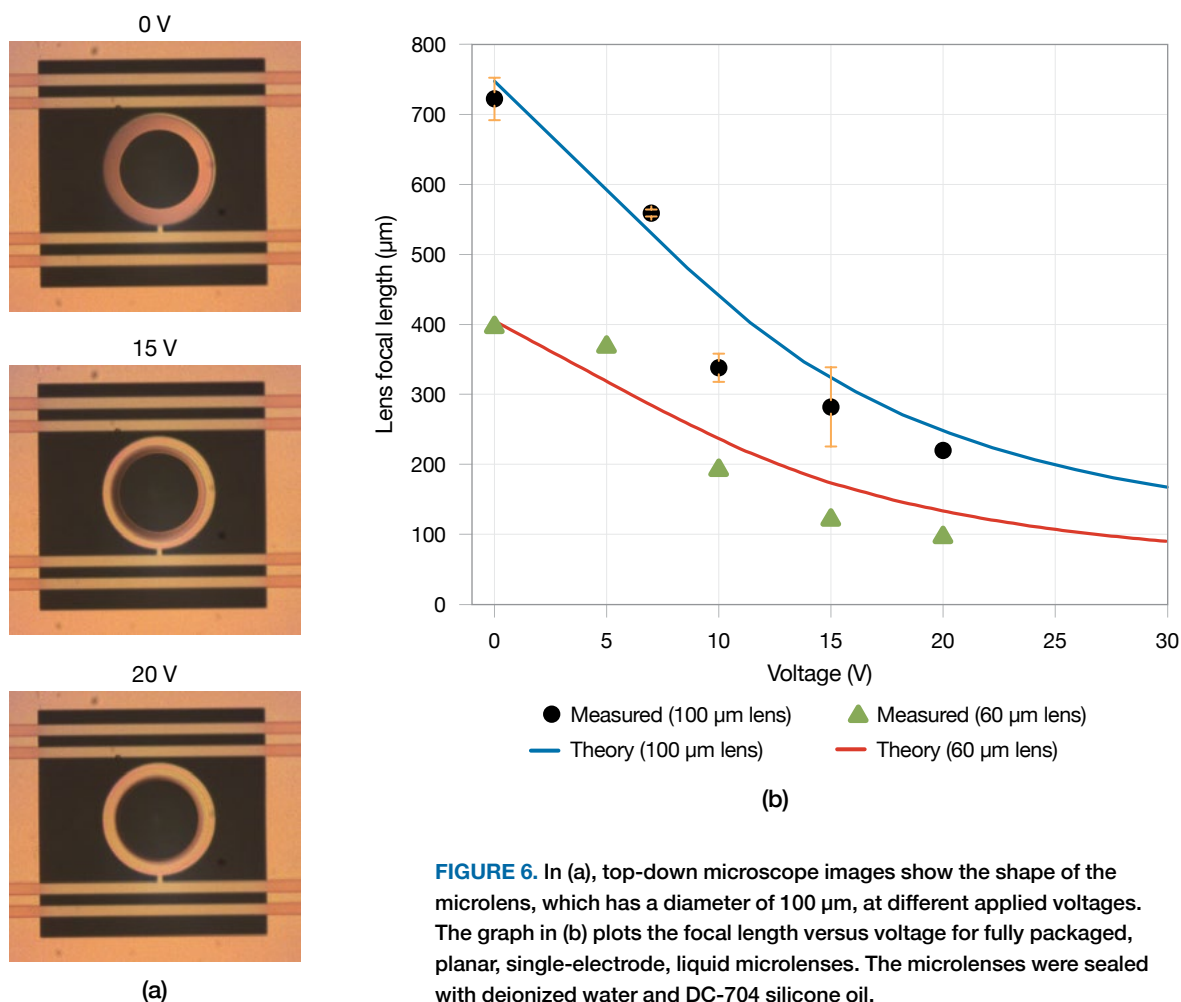 0 V
15 V
20 V
(a)
800
700
600
500
400
300
200
100
0
Lens focal length (µm)
0 5 10 15 20 25 30
Voltage (V)
Measured (100 µm lens) Measured (60 µm lens)
Theory (100 µm lens) Theory (60 µm lens)
(b)
FIGURE 6. In (a), top-down microscope images show the shape of the
microlens, which has a diameter of 100 µm, at different applied voltages.
The graph in (b) plots the focal length versus voltage for fully packaged,
planar, single-electrode, liquid microlenses. The microlenses were sealed
with deionized water and DC-704 silicone oil.